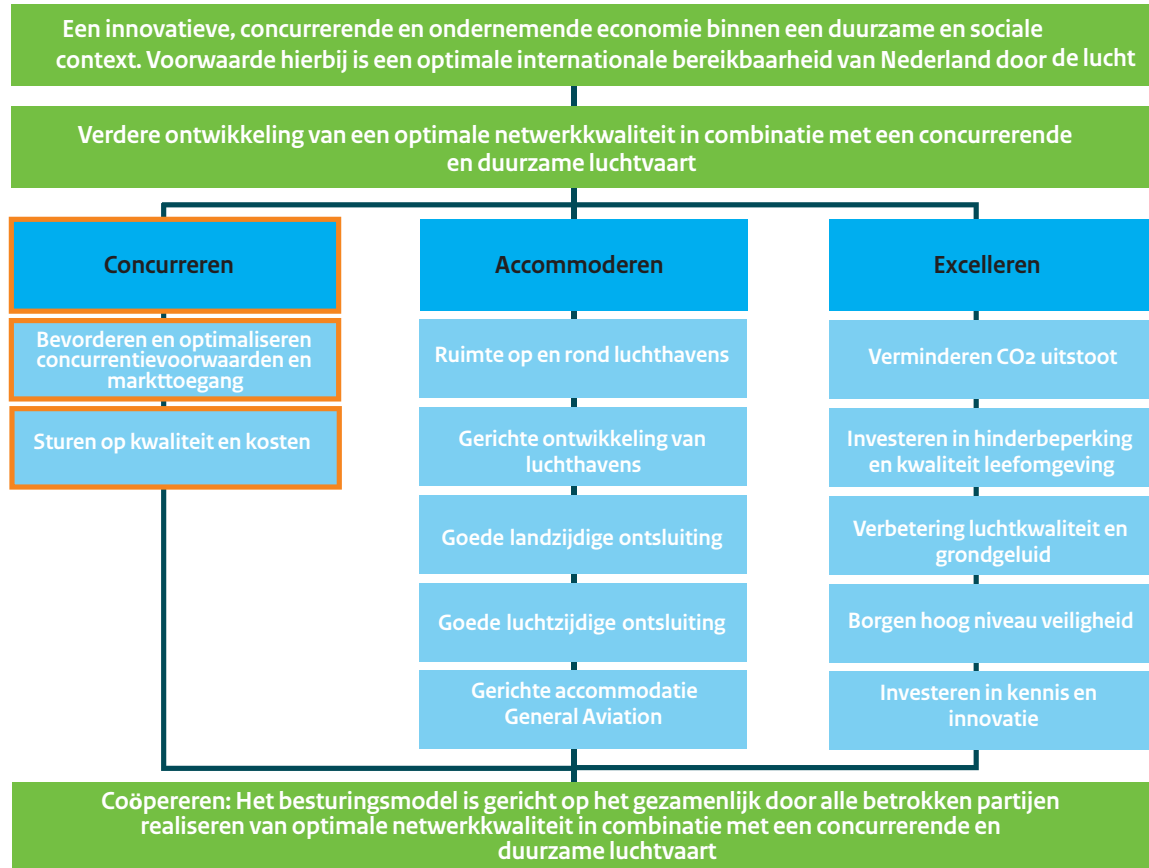 Een innovatieve, concurrerende en ondernemende economie binnen een duurzame en sociale
context. Voorwaarde hierbij is een optimale internationale bereikbaarheid van Nederland door de lucht
Verdere ontwikkeling van een optimale netwerkkwaliteit in combinatie met een concurrerende
en duurzame luchtvaart
Concurreren
Bevorderen en optimaliseren
concurrentievoorwaarden en
markttoegang
Sturen op kwaliteit en kosten
Accommoderen
Ruimte op en rond luchthavens
Gerichte ontwikkeling van
luchthavens
Goede landzijdige ontsluiting
Goede luchtzijdige ontsluiting
Gerichte accommodatie
General Aviation
Excelleren
Verminderen CO2 uitstoot
Investeren in hinderbeperking
en kwaliteit leefomgeving
Verbetering luchtkwaliteit en
grondgeluid
Borgen hoog niveau veiligheid
Investeren in kennis en
innovatie
Coöpereren: Het besturingsmodel is gericht op het gezamenlijk door alle betrokken partijen
realiseren van optimale netwerkkwaliteit in combinatie met een concurrerende en
duurzame luchtvaart